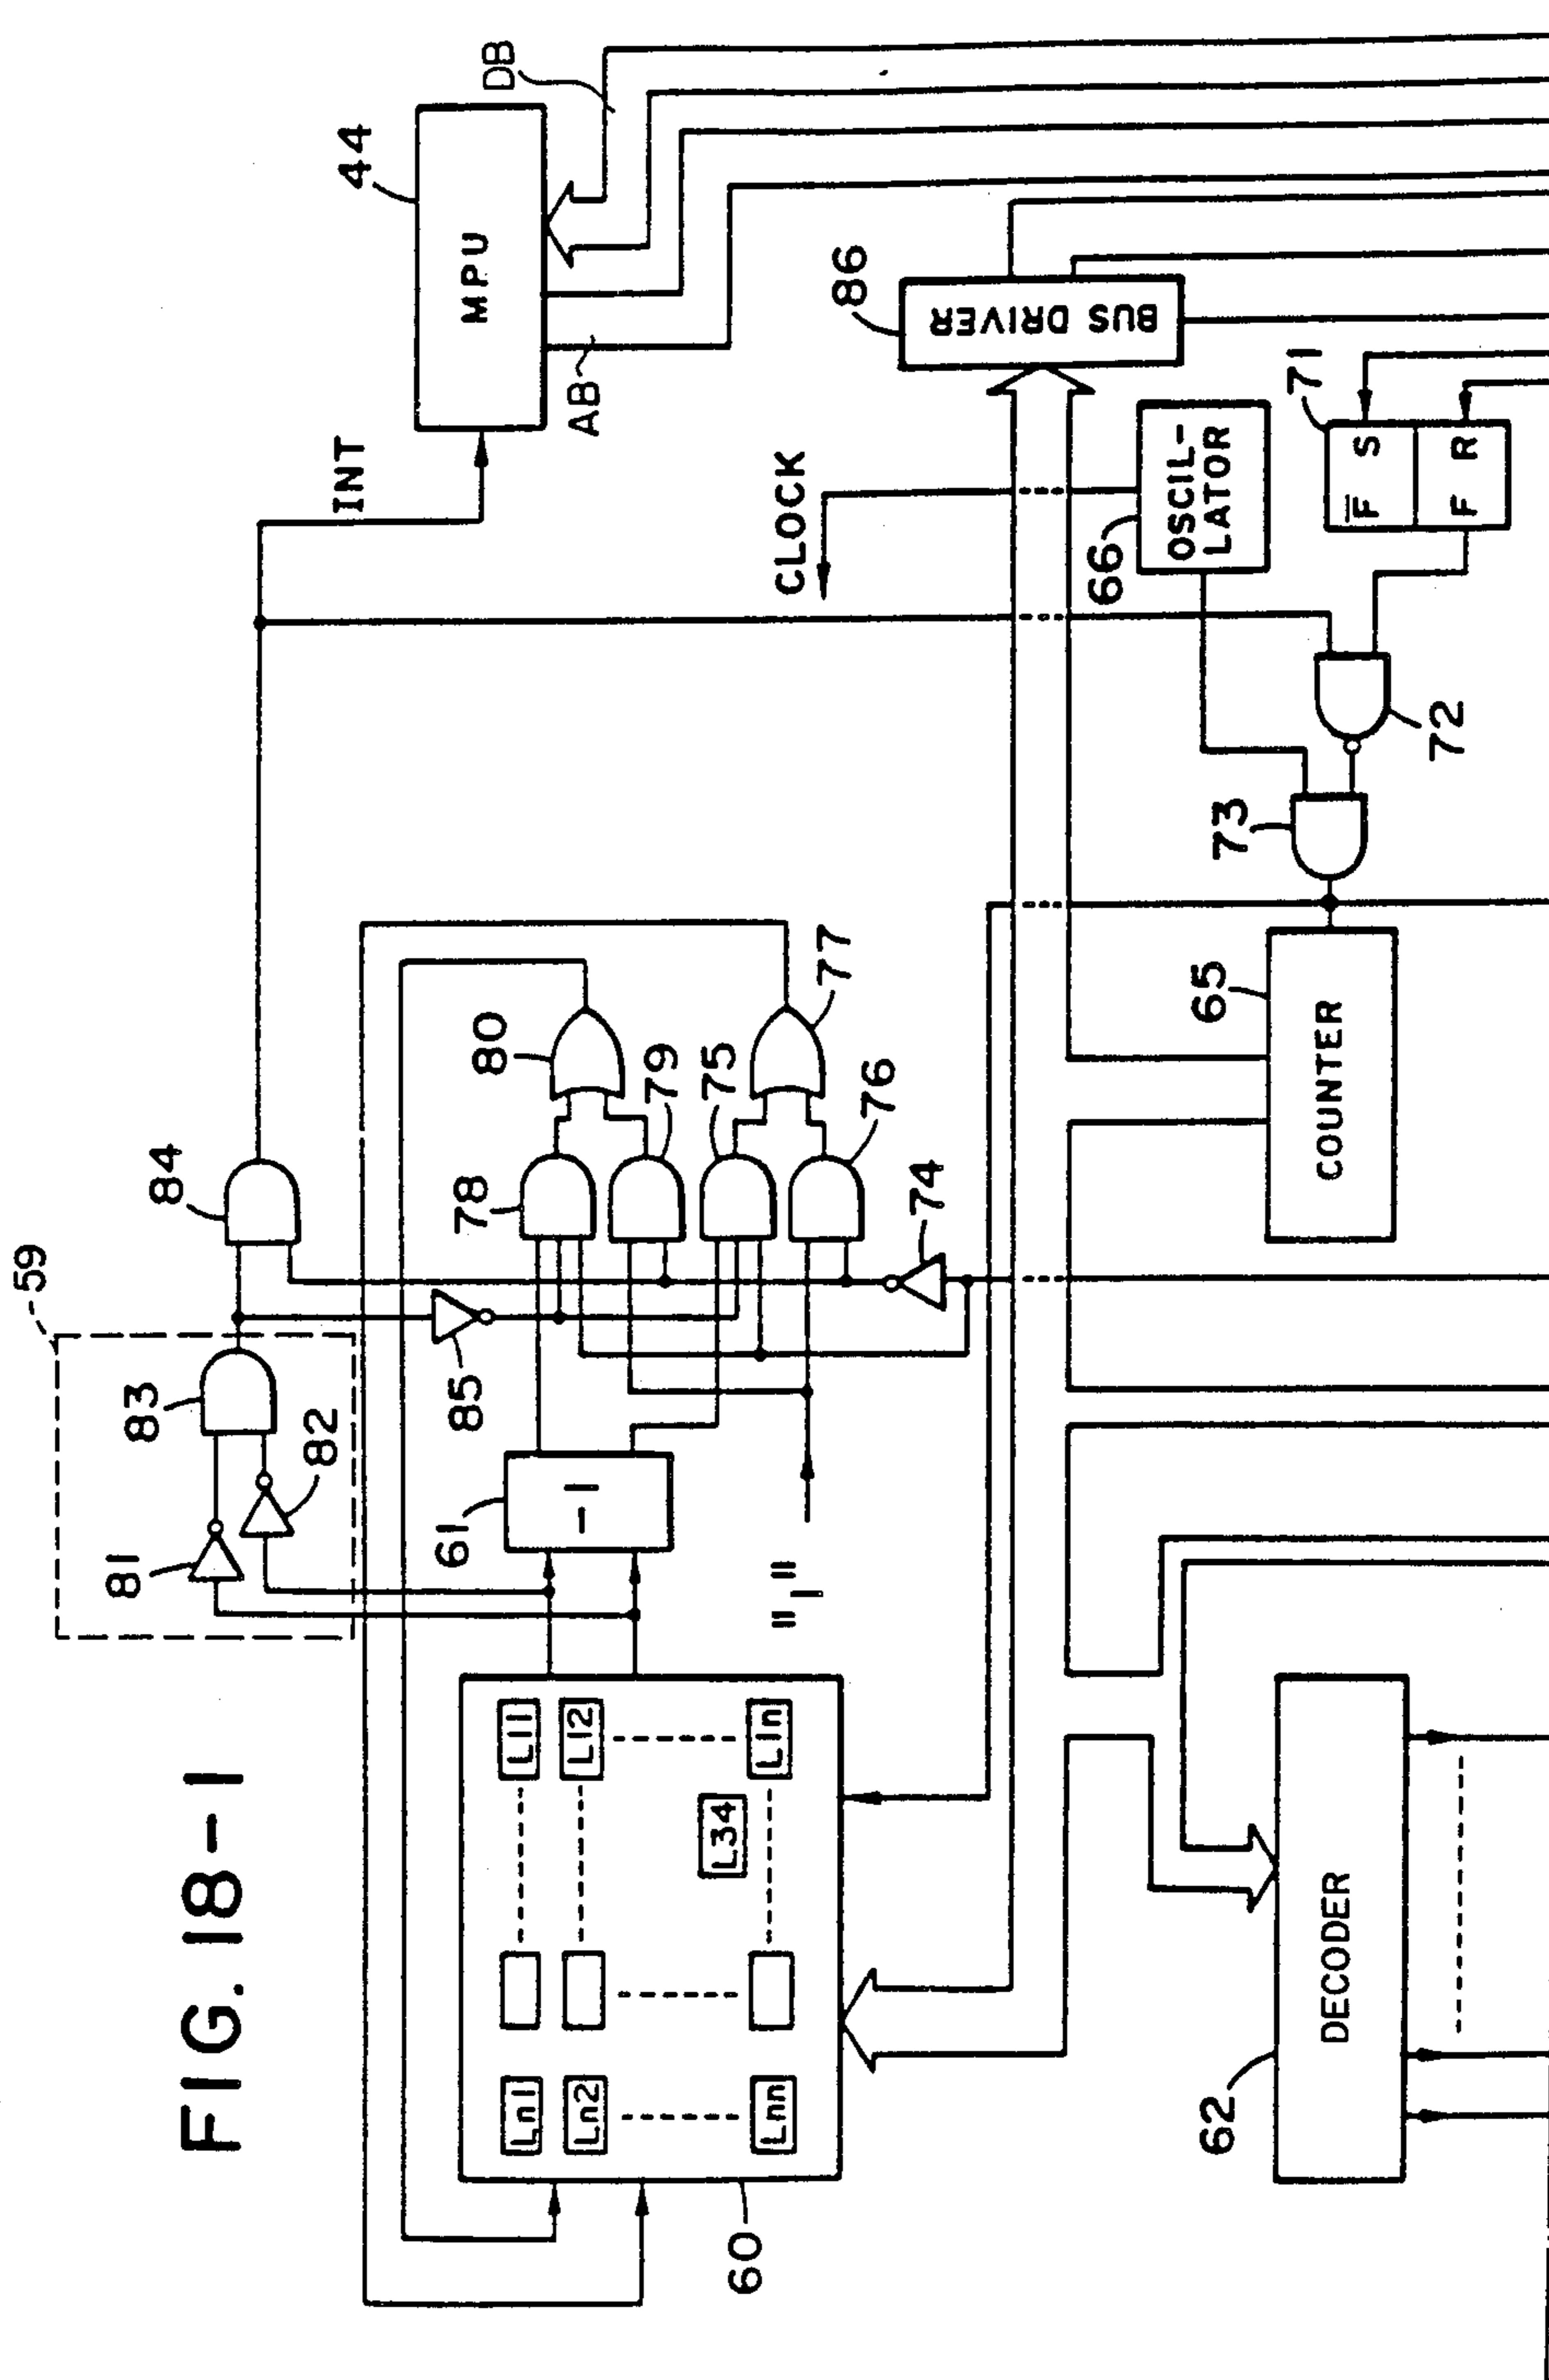 FIG. 18-1
59
81
82
83
84
INT
44
MPU
AB
DB
85
61
-1
"1"
78
79
75
76
80
77
74
60
L11
L12
L1n
L34
Ln1
Ln2
Lnn
CLOCK
86
BUS DRIVER
66
OSCIL-
LATOR
71
F̅ S
F R
72
73
65
COUNTER
62
DECODER